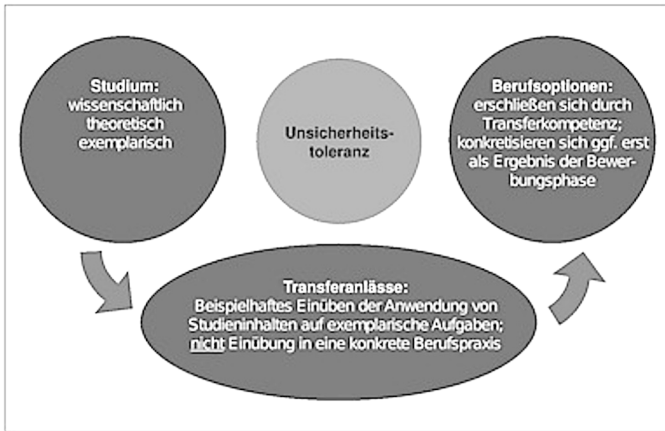 Studium:
wissenschaftlich
theoretisch
exemplarisch
Unsicherheits-
toleranz
Berufsoptionen:
erschließen sich durch
Transferkompetenz;
konkretisieren sich ggf. erst
als Ergebnis der Bewer-
bungsphase
Transferanlässe:
Beispielhaftes Einüben der Anwendung von
Studieninhalten auf exemplarische Aufgaben;
nicht Einübung in eine konkrete Berufspraxis